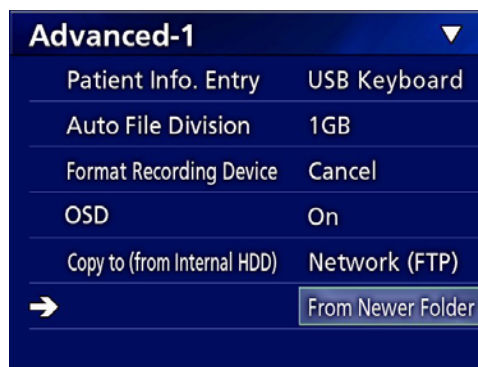 Advanced-1
Patient Info. Entry USB Keyboard
Auto File Division 1GB
Format Recording Device Cancel
OSD On
Copy to (from Internal HDD) Network (FTP)
From Newer Folder